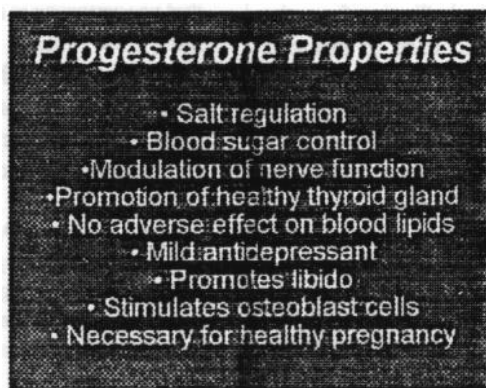 Progesterone Properties
• Salt regulation
• Blood sugar control
•Modulation of nerve function
•Promotion of healthy thyroid gland
• No adverse effect on blood lipids
• Mild antidepressant
• Promotes libido
• Stimulates osteoblast cells
• Necessary for healthy pregnancy